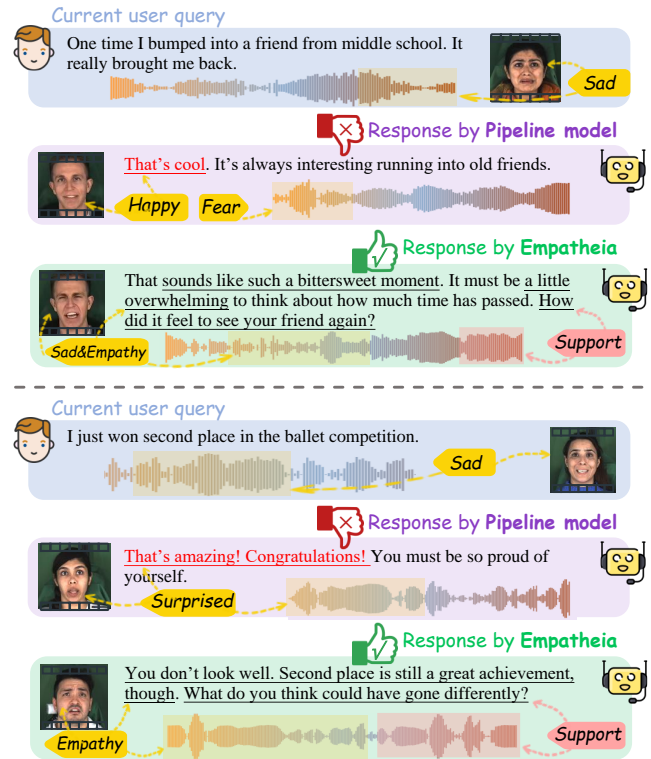 Current user query
One time I bumped into a friend from middle school. It
really brought me back.
Sad
Response by Pipeline model
That's cool. It's always interesting running into old friends.
Happy
Fear
Response by Empatheia
That sounds like such a bittersweet moment. It must be a little
overwhelming to think about how much time has passed. How
did it feel to see your friend again?
Sad&Empathy
Support
Current user query
I just won second place in the ballet competition.
Sad
Response by Pipeline model
That's amazing! Congratulations! You must be so proud of
yourself.
Surprised
Response by Empatheia
You don't look well. Second place is still a great achievement,
though. What do you think could have gone differently?
Empathy
Support